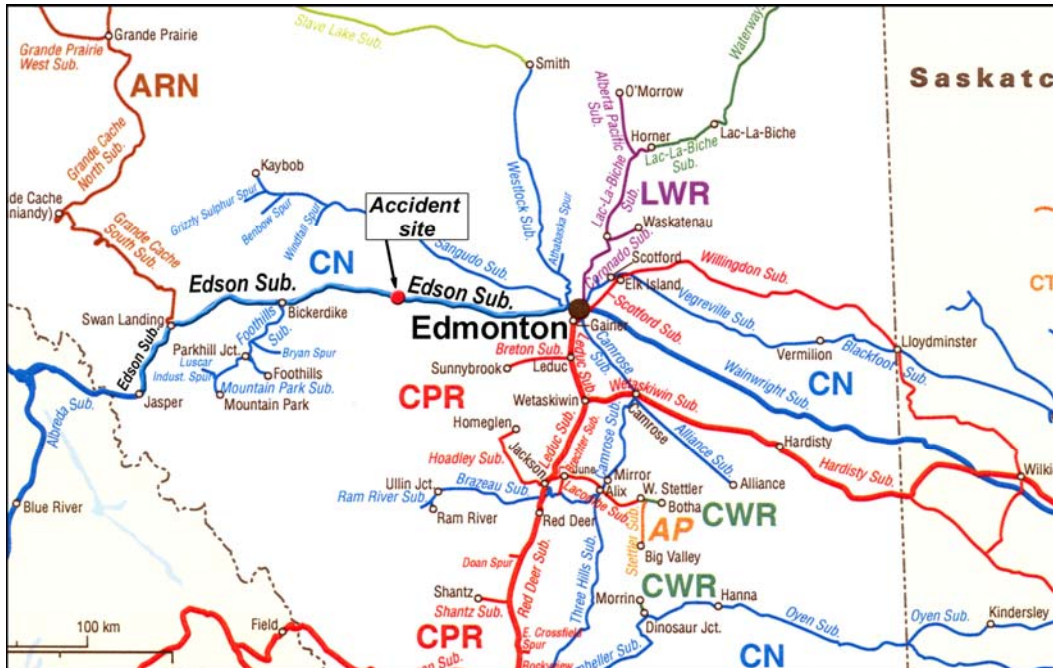 Grande Prairie
Grande Prairie
West Sub.
ARN
Grande Cache
North Sub.
de Cache
niandy)
Grande Cache
South Sub.
Slave Lake Sub.
Smith
Westlock Sub.
Athabaska Spur
Kaybob
Grizzly Sulphur Spur
Benbow Spur
Windfall Spur
Accident
site
Sangudo Sub.
CN
Edson Sub.
Edson Sub.
Edson Sub.
Swan Landing
Bickerdike
Foothills
Sub.
Parkhill Jct.
Bryan Spur
Luscar
Indust. Spur
Foothills
Mountain Park Sub.
Mountain Park
Jasper
Albreda Sub.
Blue River
Waterways
Saskatc
O'Morrow
Alberta Pacific
Sub.
Horner
Lac-La-Biche
Lac-La-Biche
Sub.
LWR
Lac-La-Biche
Sub.
Waskatenau
Coronado Sub.
Scotford
Elk Island
Willingdon Sub.
Scotford Sub.
Vegreville Sub.
Vermilion
Blackfoot Sub.
Lloydminster
CT
Edmonton
Gainer
Leduc Sub.
Camrose
Sub.
Breton Sub.
Sunnybrook
Leduc
CPR
Wetaskiwin
Wetaskiwin Sub.
Camrose
Wainwright Sub.
CN
Hardisty
Hardisty Sub.
Wilki
Alliance Sub.
Alliance
Homeglen
Hoadley Sub.
Jackson
Leduc Sub.
Brechter Sub.
Camrose Sub.
June
Mirror
Alix
Lacombe Sub.
Ullin Jct.
Brazeau Sub.
Ram River Sub.
Ram River
Red Deer
W. Stettler
Botha
CWR
AP
Stettler Sub.
Big Valley
CWR
Doan Spur
Red Deer Sub.
Three Hills Sub.
Shantz
Shantz Sub.
CPR
E. Crossfield
Spur
Morrin
Dinosaur Jct.
Hanna
Oyen Sub.
Oyen Sub.
Kindersley
CN
Field
100 km